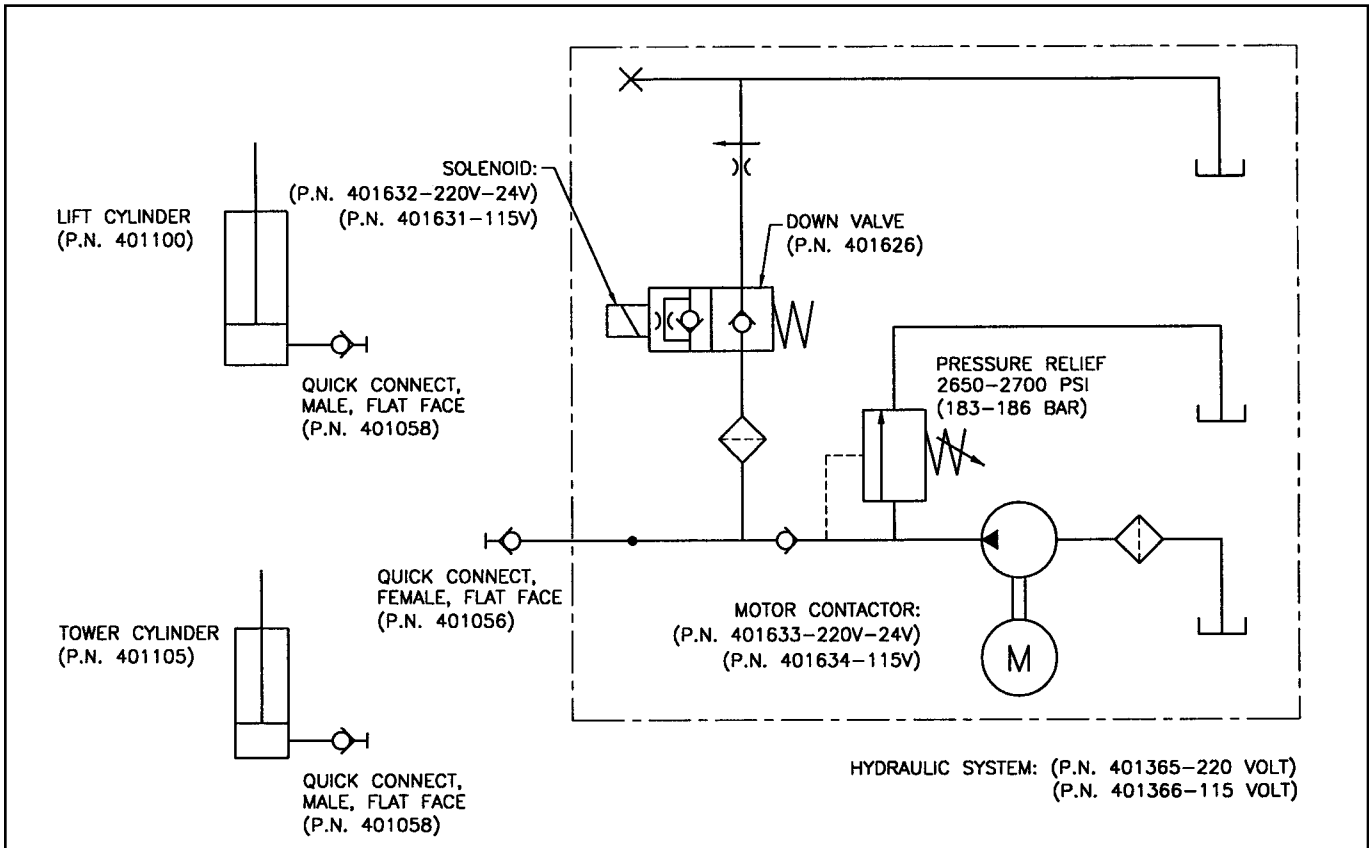 SOLENOID:
(P.N. 401632-220V-24V)
(P.N. 401631-115V)
LIFT CYLINDER
(P.N. 401100)
DOWN VALVE
(P.N. 401626)
QUICK CONNECT,
MALE, FLAT FACE
(P.N. 401058)
PRESSURE RELIEF
2650-2700 PSI
(183-186 BAR)
QUICK CONNECT,
FEMALE, FLAT FACE
(P.N. 401056)
MOTOR CONTACTOR:
(P.N. 401633-220V-24V)
(P.N. 401634-115V)
M
TOWER CYLINDER
(P.N. 401105)
QUICK CONNECT,
MALE, FLAT FACE
(P.N. 401058)
HYDRAULIC SYSTEM: (P.N. 401365-220 VOLT)
(P.N. 401366-115 VOLT)